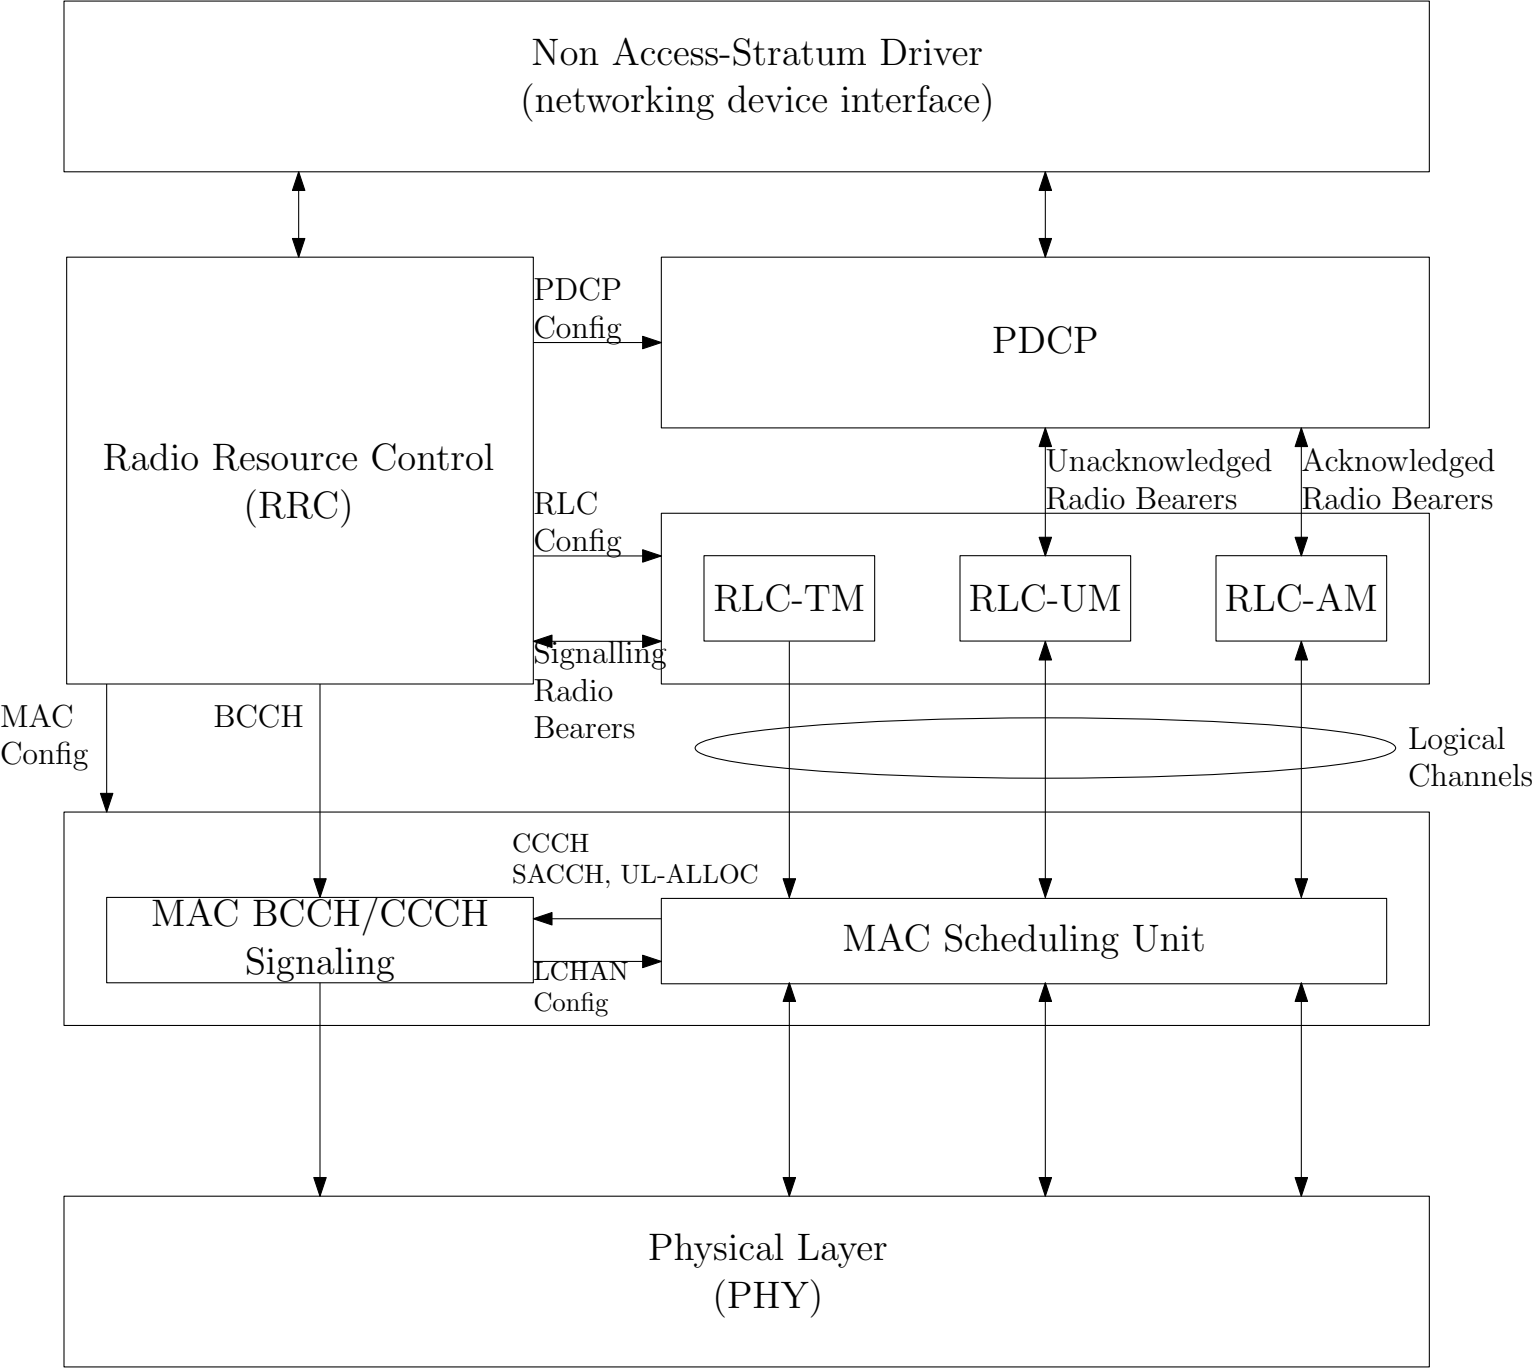 Non Access-Stratum Driver
(networking device interface)
PDCP
Config
PDCP
Radio Resource Control
(RRC)
Unacknowledged
Radio Bearers
Acknowledged
Radio Bearers
RLC
Config
RLC-TM
RLC-UM
RLC-AM
Signalling
Radio
Bearers
MAC
Config
BCCH
Logical
Channels
CCCH
SACCH, UL-ALLOC
MAC BCCH/CCCH
Signaling
MAC Scheduling Unit
LCHAN
Config
Physical Layer
(PHY)